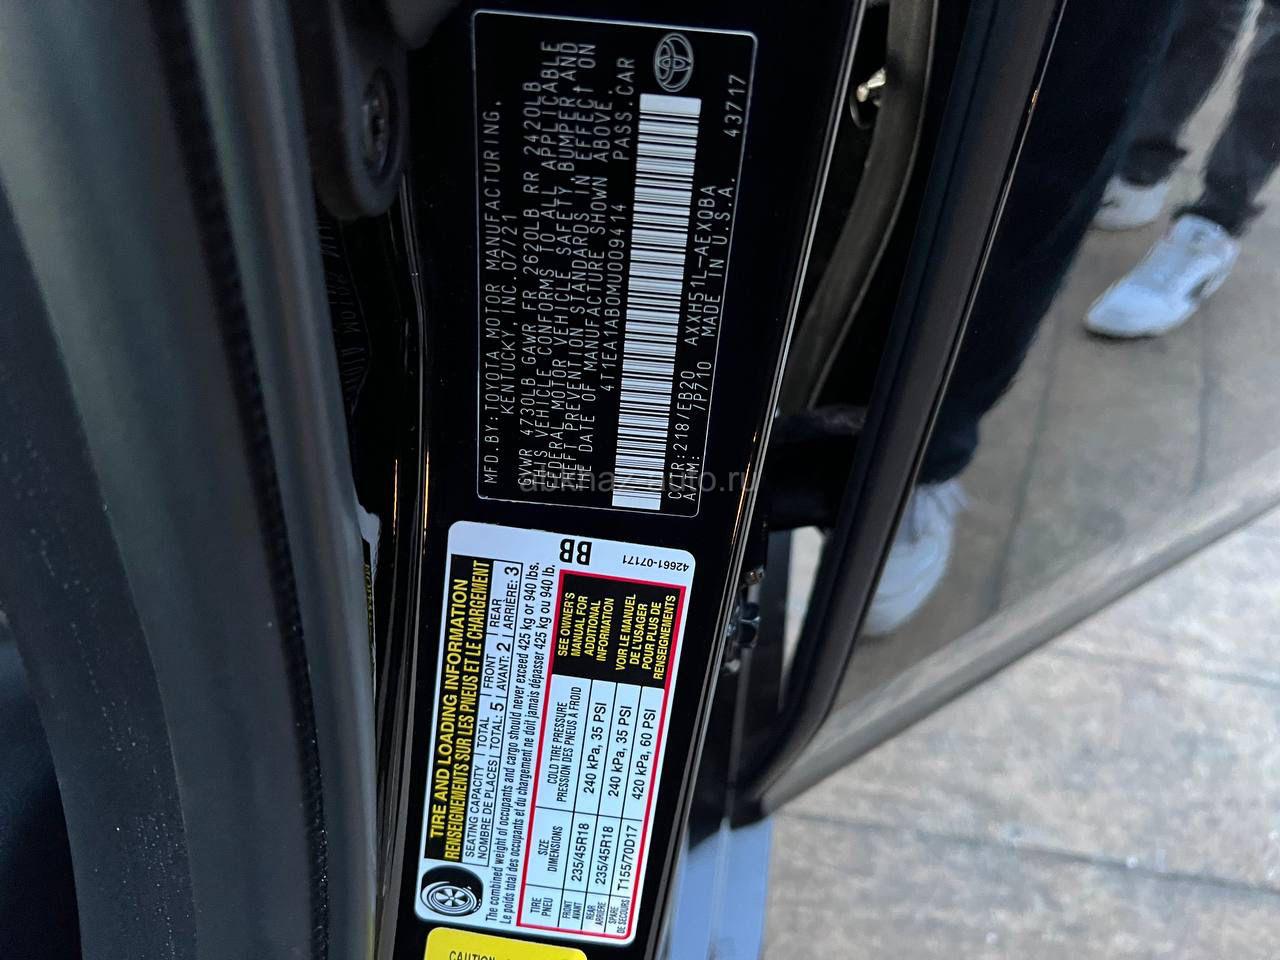 MFD. BY: TOYOTA MOTOR MANUFACTURING,
KENTUCKY, INC. 07/21
GVWR 4730LB GAWR FR 2620LB RR 2420LB
THIS VEHICLE CONFORMS TO ALL APPLICABLE
FEDERAL MOTOR VEHICLE SAFETY, BUMPER, AND
THEFT PREVENTION STANDARDS IN EFFECT ON
THE DATE OF MANUFACTURE SHOWN ABOVE.
4T1EA1AB0MU009414 PASS.CAR
C/TR: 218/EB20 AXXH51L-AEXQBA
A/TM: /P710 MADE IN U.S.A. 43717
abkhaz-auto.ru
TIRE AND LOADING INFORMATION
RENSEIGNEMENTS SUR LES PNEUS ET LE CHARGEMENT
SEATING CAPACITY TOTAL FRONT REAR
NOMBRE DE PLACES TOTAL: 5 AVANT: 2 ARRIÈRE: 3
The combined weight of occupants and cargo should never exceed 425 kg or 940 lbs.
Le poids total des occupants et du chargement ne doit jamais dépasser 425 kg ou 940 lb.
TIRE SIZE COLD TIRE PRESSURE
PNEU DIMENSIONS PRESSION DES PNEUS À FROID
FRONT
AVANT 235/45R18 240 kPa, 35 PSI
REAR
ARRIÈRE 235/45R18 240 kPa, 35 PSI
SPARE
DE SECOURS T155/70D17 420 kPa, 60 PSI
SEE OWNER'S
MANUAL FOR
ADDITIONAL
INFORMATION
VOIR LE MANUEL
DE L'USAGER
POUR PLUS DE
RENSEIGNEMENTS
BB
42661-07171
CAUTION